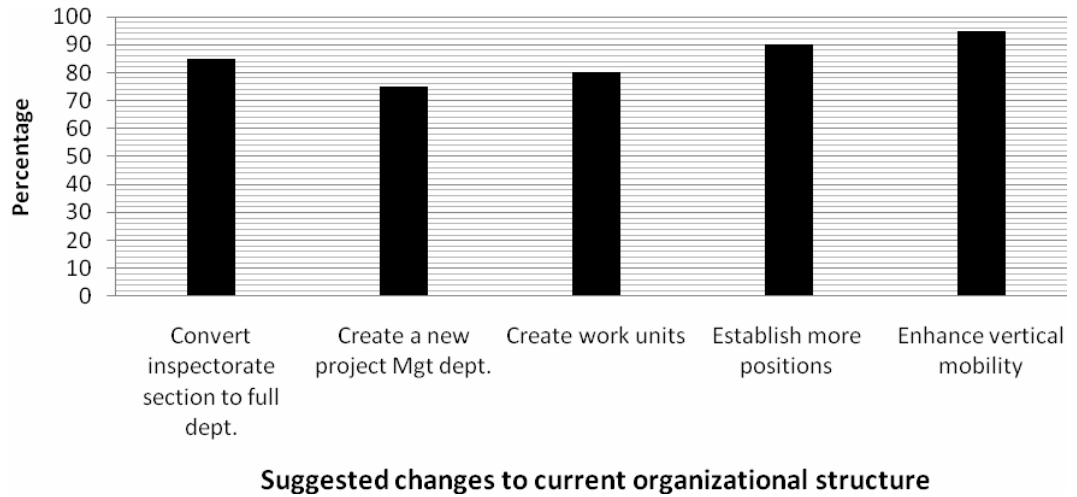 100
90
80
70
60
50
40
30
20
10
0
Percentage
Convert
inspectorate
section to full
dept.
Create a new
project Mgt dept.
Create work units
Establish more
positions
Enhance vertical
mobility
Suggested changes to current organizational structure